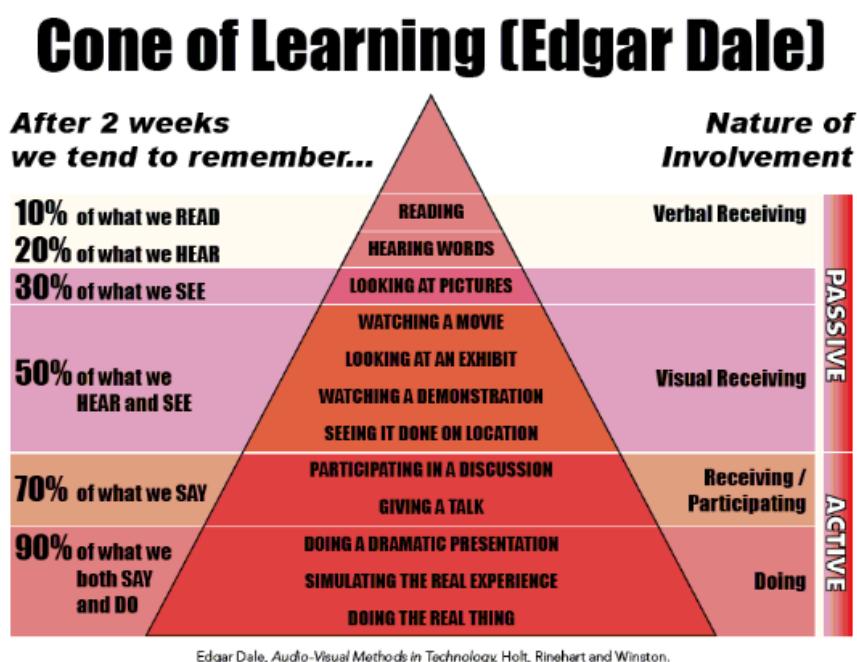 Cone of Learning (Edgar Dale)
After 2 weeks
we tend to remember...
Nature of
Involvement
10% of what we READ
READING
Verbal Receiving
20% of what we HEAR
HEARING WORDS
30% of what we SEE
LOOKING AT PICTURES
WATCHING A MOVIE
LOOKING AT AN EXHIBIT
50% of what we
HEAR and SEE
WATCHING A DEMONSTRATION
SEEING IT DONE ON LOCATION
Visual Receiving
PASSIVE
70% of what we SAY
PARTICIPATING IN A DISCUSSION
GIVING A TALK
Receiving /
Participating
90% of what we
both SAY
and DO
DOING A DRAMATIC PRESENTATION
SIMULATING THE REAL EXPERIENCE
DOING THE REAL THING
Doing
ACTIVE
Edgar Dale, Audio-Visual Methods in Technology, Holt, Rinehart and Winston.